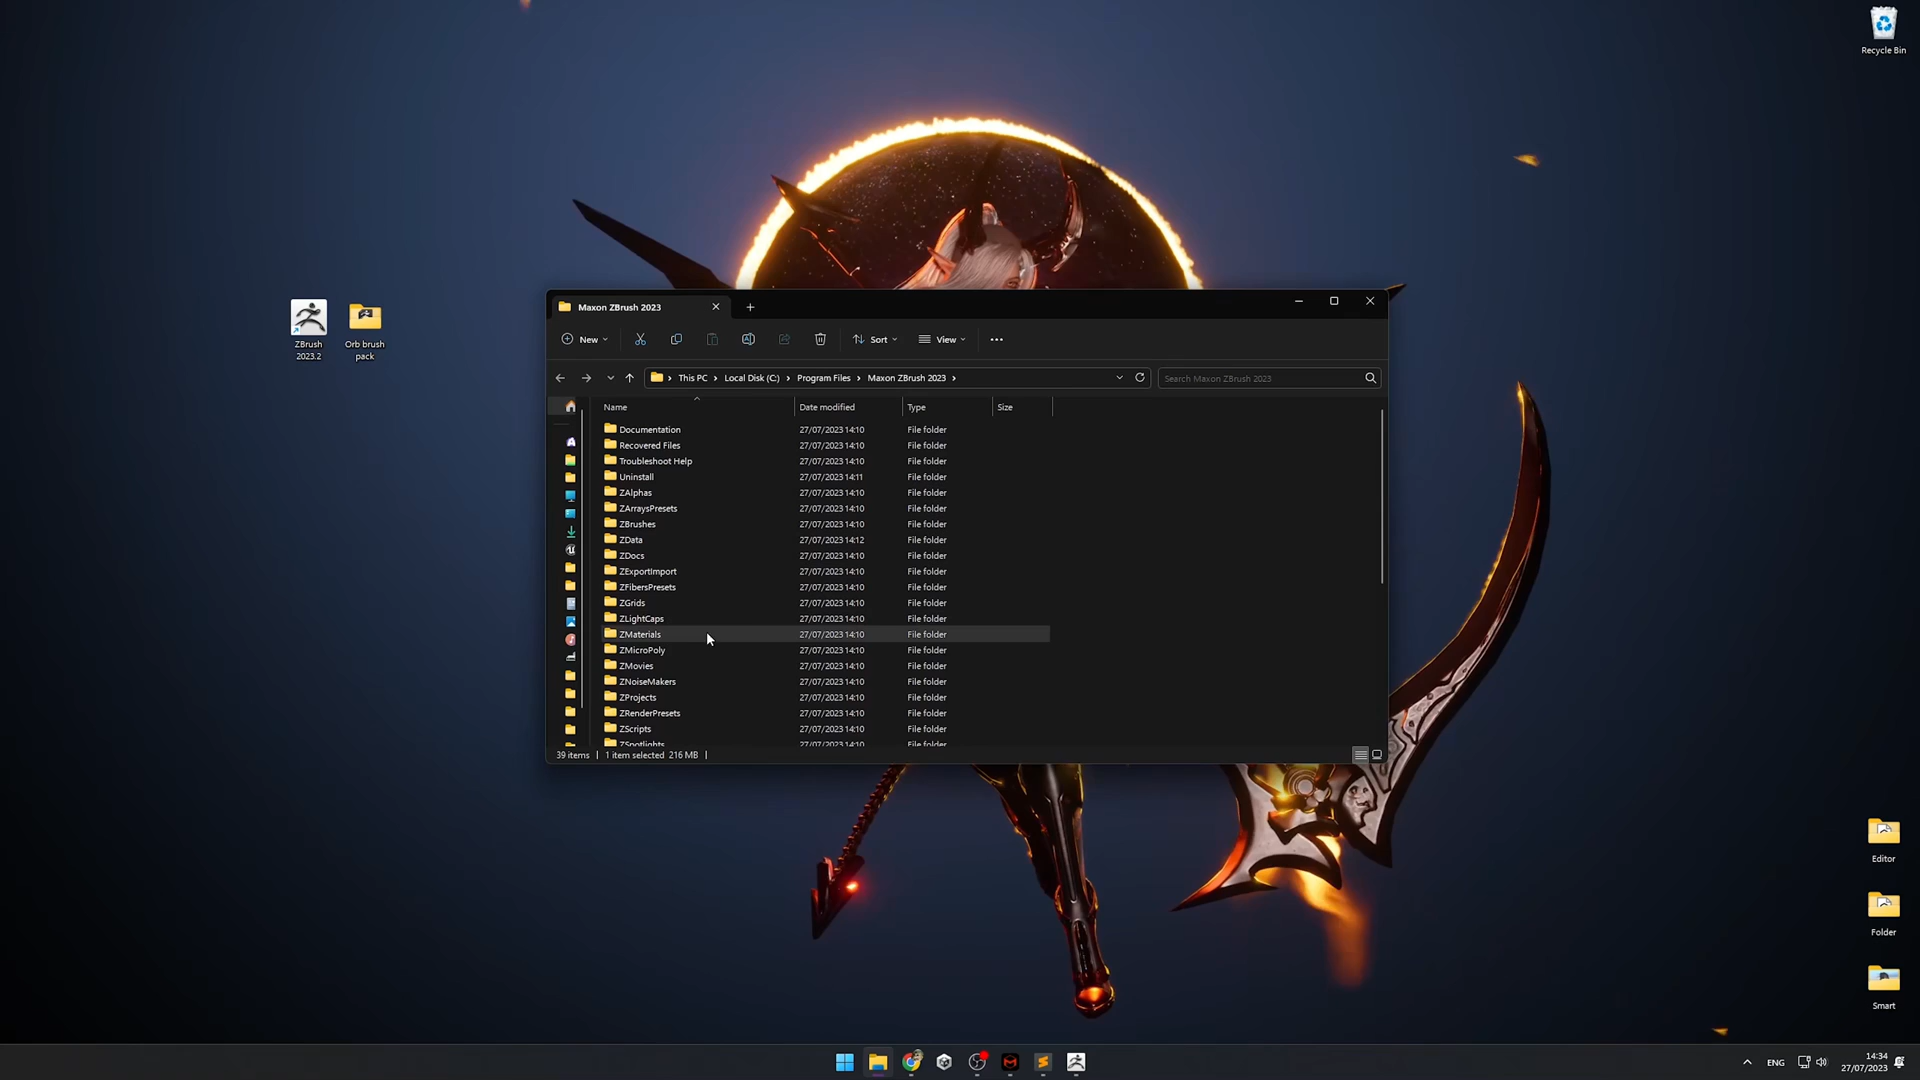 Recycle Bin
ZBrush
2023.2
Orb brush
pack
Maxon ZBrush 2023
New
Sort
View
This PC > Local Disk (C:) > Program Files > Maxon ZBrush 2023 >
Search Maxon ZBrush 2023
Name Date modified Type Size
Documentation 27/07/2023 14:10 File folder
Recovered Files 27/07/2023 14:10 File folder
Troubleshoot Help 27/07/2023 14:10 File folder
Uninstall 27/07/2023 14:11 File folder
ZAlphas 27/07/2023 14:10 File folder
ZArraysPresets 27/07/2023 14:10 File folder
ZBrushes 27/07/2023 14:10 File folder
ZData 27/07/2023 14:12 File folder
ZDocs 27/07/2023 14:10 File folder
ZExportImport 27/07/2023 14:10 File folder
ZFibersPresets 27/07/2023 14:10 File folder
ZGrids 27/07/2023 14:10 File folder
ZLightCaps 27/07/2023 14:10 File folder
ZMaterials 27/07/2023 14:10 File folder
ZMicroPoly 27/07/2023 14:10 File folder
ZMovies 27/07/2023 14:10 File folder
ZNoiseMakers 27/07/2023 14:10 File folder
ZProjects 27/07/2023 14:10 File folder
ZRenderPresets 27/07/2023 14:10 File folder
ZScripts 27/07/2023 14:10 File folder
ZSpotlights 27/07/2023 14:10 File folder
39 items | 1 item selected 216 MB |
Editor
Folder
Smart
ENG
14:34
27/07/2023